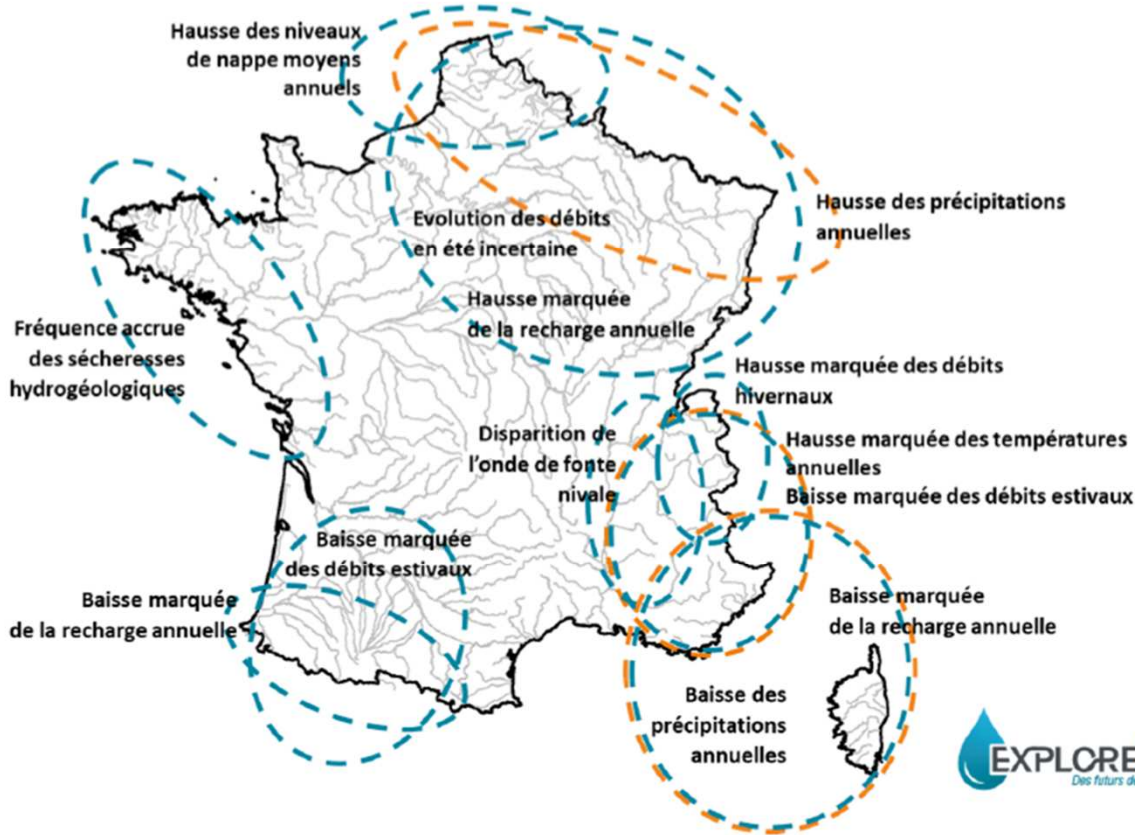 Hausse des niveaux
de nappe moyens
annuels
Hausse des précipitations
annuelles
Evolution des débits
en été incertaine
Hausse marquée
de la recharge annuelle
Fréquence accrue
des sécheresses
hydrogéologiques
Hausse marquée des débits
hivernaux
Disparition de
l'onde de fonte
nivale
Hausse marquée des températures
annuelles
Baisse marquée des débits estivaux
Baisse marquée
des débits estivaux
Baisse marquée
de la recharge annuelle
Baisse marquée
de la recharge annuelle
Baisse des
précipitations
annuelles
EXPLORE
Des futurs d